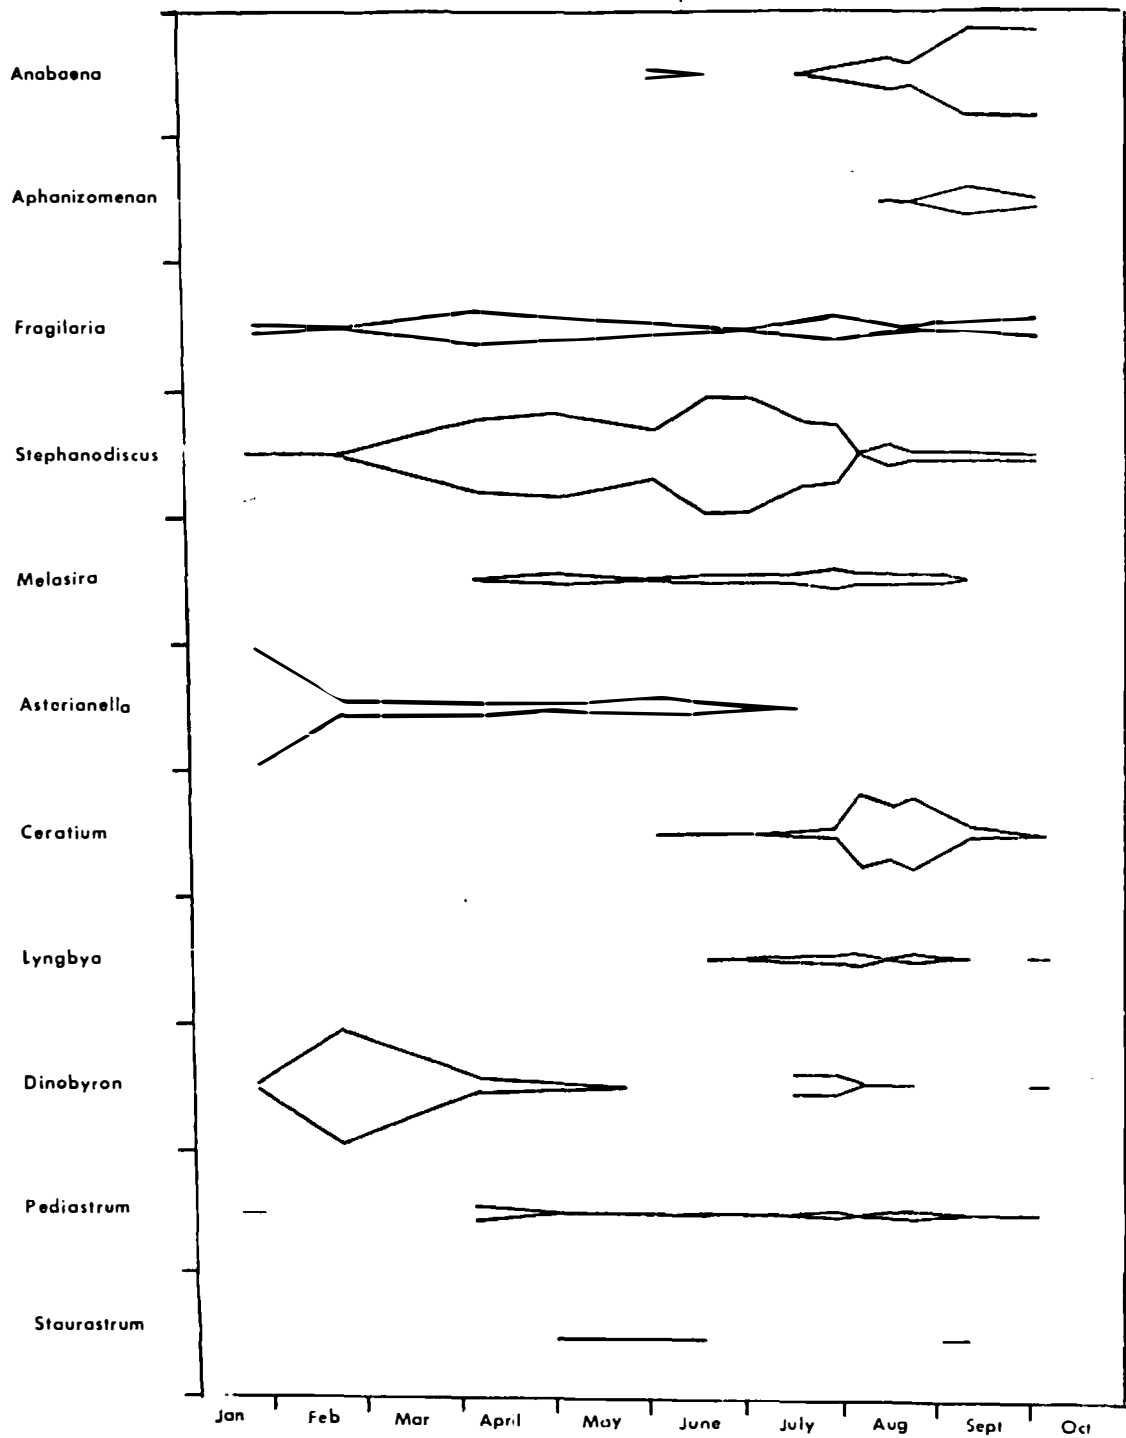 Anabaena
Aphanizomenan
Fragilaria
Stephanodiscus
Melasira
Astorianella
Ceratium
Lyngbya
Dinobyron
Pediastrum
Staurastrum
Jan Feb Mar April May June July Aug Sept Oct